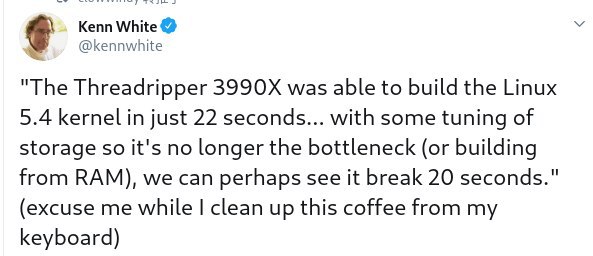 Kenn White
@kennwhite
"The Threadripper 3990X was able to build the Linux
5.4 kernel in just 22 seconds... with some tuning of
storage so it's no longer the bottleneck (or building
from RAM), we can perhaps see it break 20 seconds."
(excuse me while I clean up this coffee from my
keyboard)